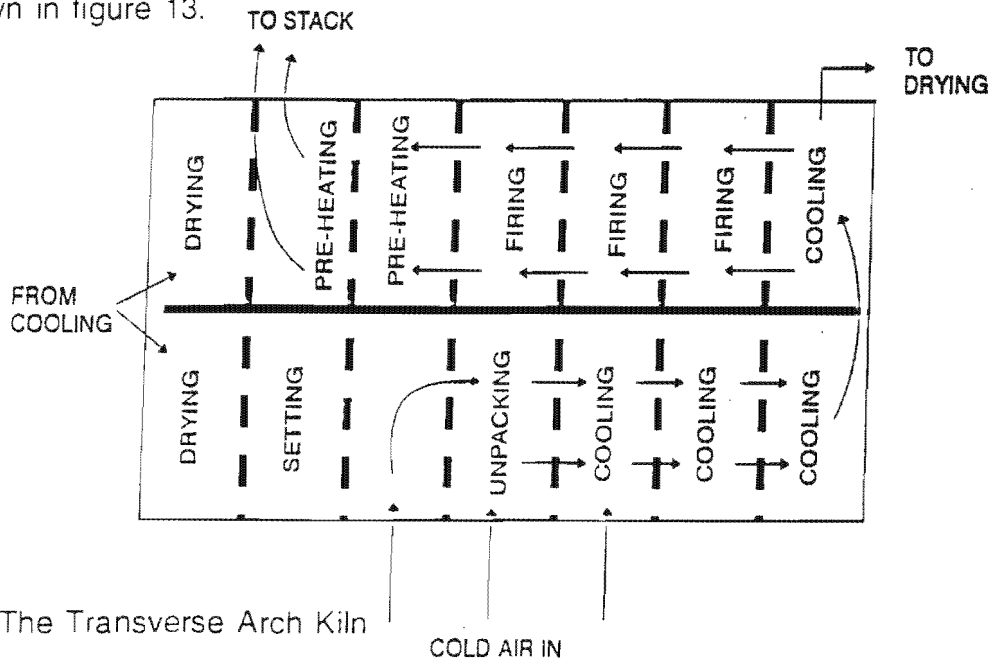 wn in figure 13.
TO STACK
TO
DRYING
DRYING
PRE-HEATING
PRE-HEATING
FIRING
FIRING
FIRING
COOLING
FROM
COOLING
DRYING
SETTING
UNPACKING
COOLING
COOLING
COOLING
The Transverse Arch Kiln
COLD AIR IN